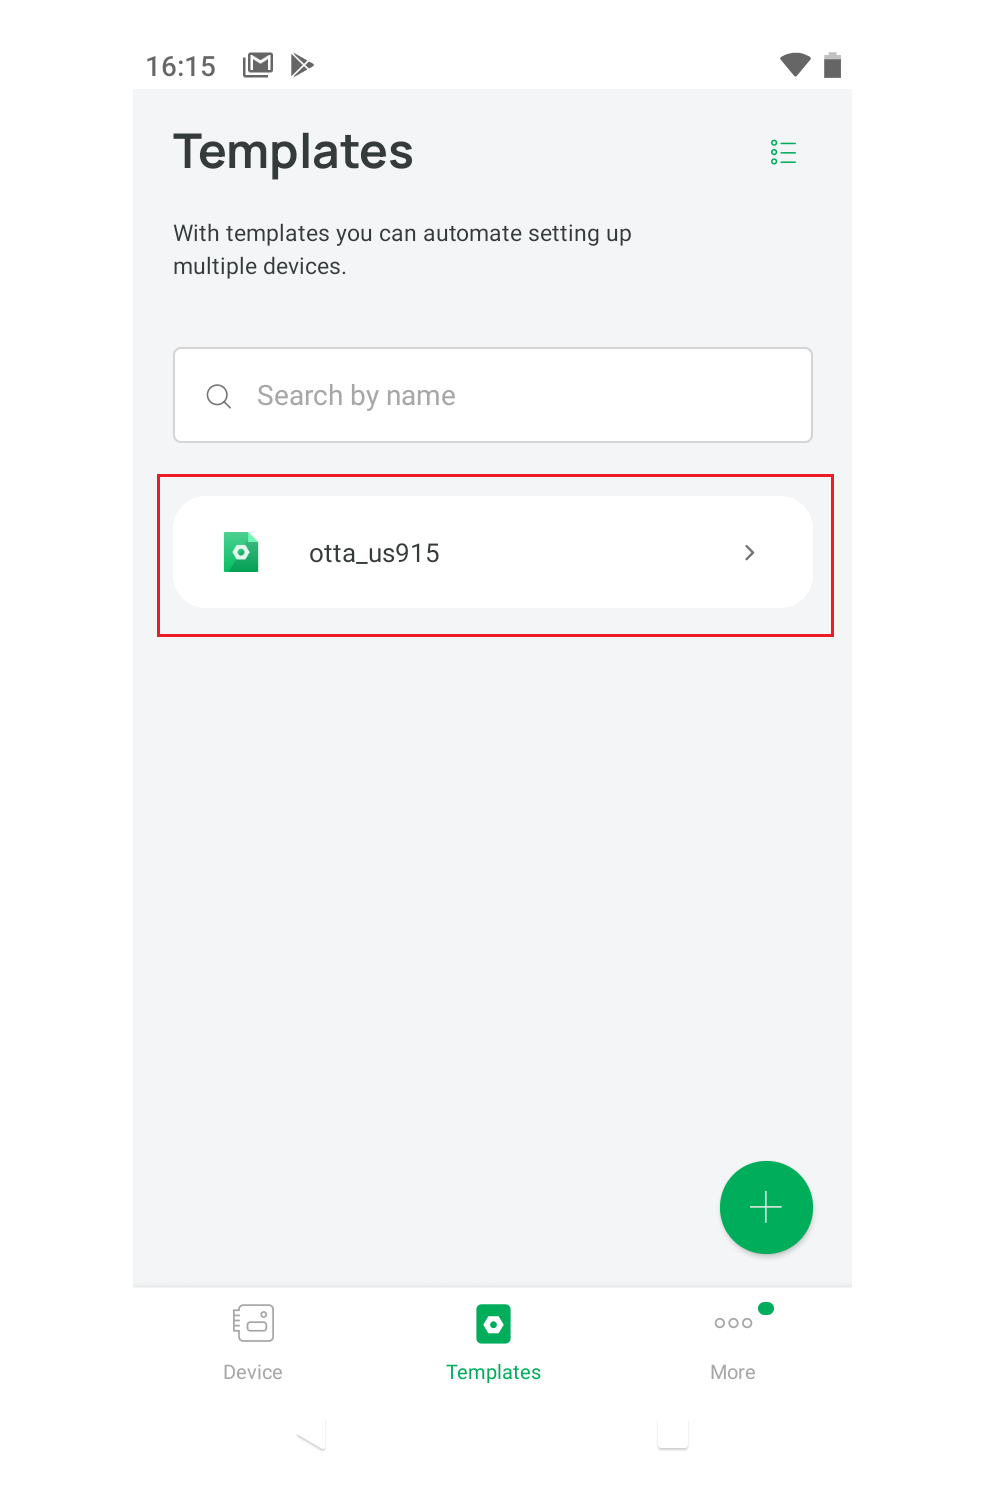 16:15
Templates
With templates you can automate setting up
multiple devices.
Search by name
otta_us915
Device
Templates
More